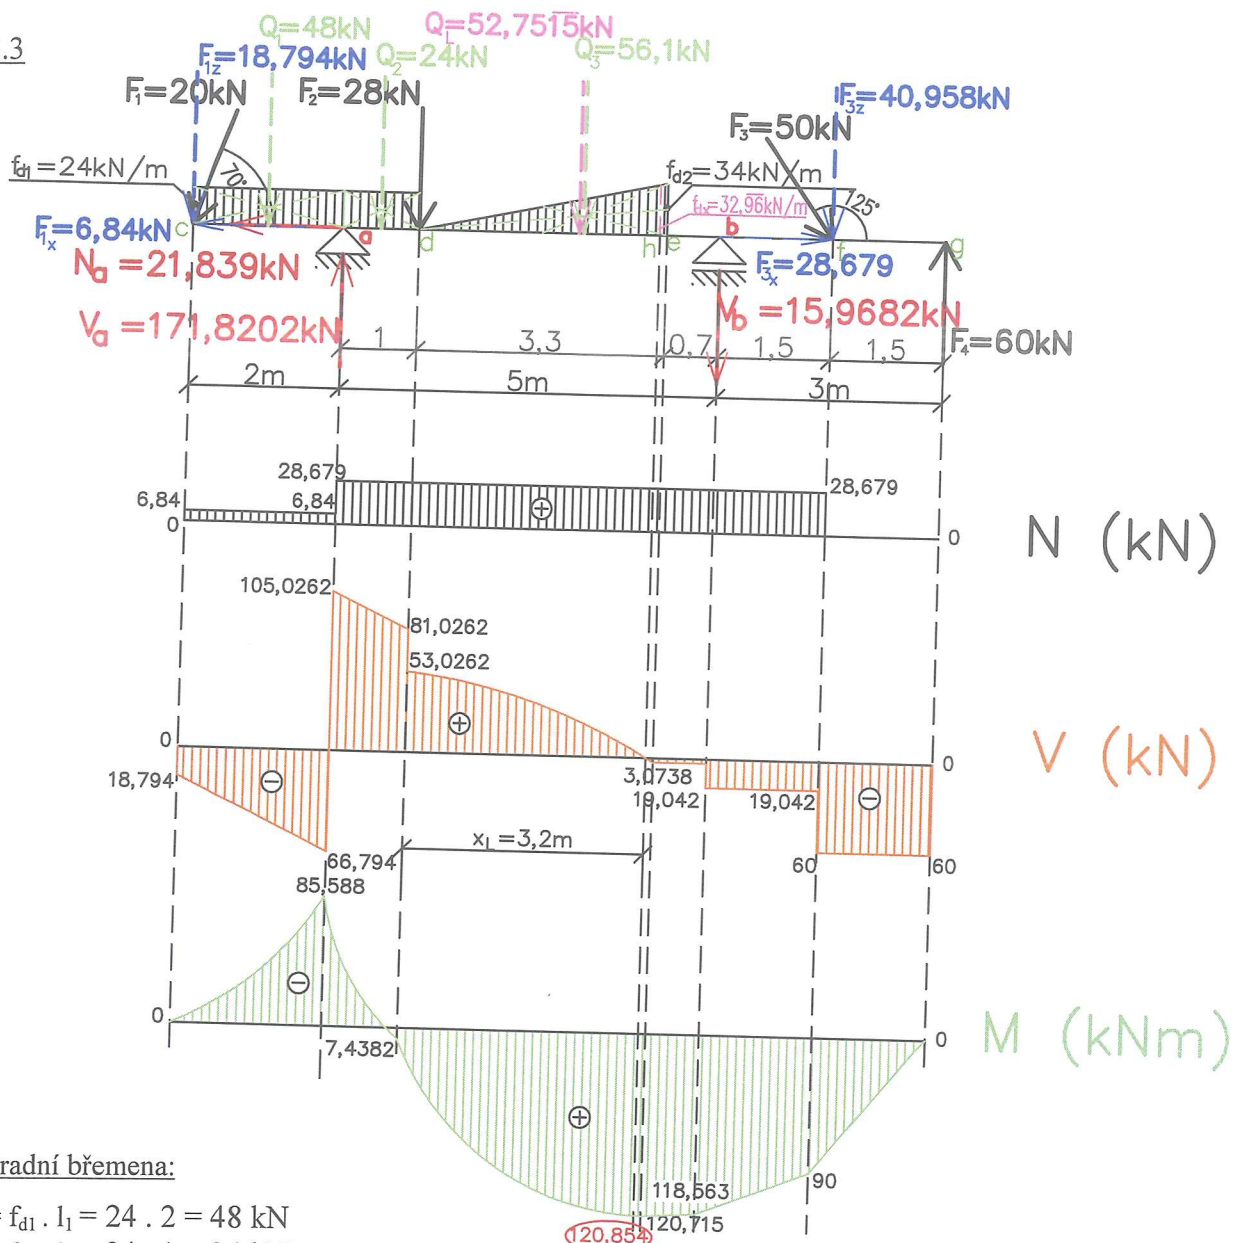 .3
Q₁=48kN
Q_L=52,7515kN
F₁z=18,794kN
Q₂=24kN
Q₃=56,1kN
F₁=20kN
F₂=28kN
F₃z=40,958kN
F₃=50kN
fd1=24kN/m
70°
fd2=34kN/m
125°
fLx=32,96kN/m
F₁x=6,84kN
c
a
d
h
e
b
f
g
Na=21,839kN
F₃x=28,679
Va=171,8202kN
Vb=15,9682kN
1
3,3
0,7
1,5
1,5
F₄=60kN
2m
5m
3m
28,679
6,84
6,84
28,679
0
+
0
N (kN)
105,0262
81,0262
53,0262
0
+
0
V (kN)
18,794
−
3,0738
19,042
19,042
−
xL=3,2m
66,794
60
60
85,588
−
0
7,4382
0
M (kNm)
+
radní břemena:
118,563
90
= fd1 . l₁ = 24 . 2 = 48 kN
120,854
120,715